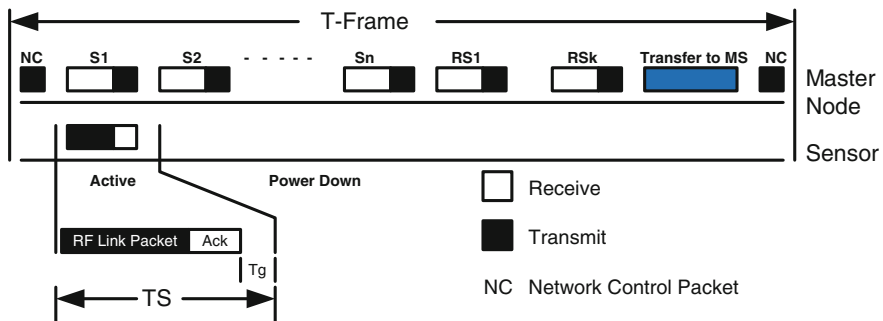 T-Frame
NC S1 S2 - - - - - Sn RS1 RSk Transfer to MS NC
Master
Node
Sensor
Active Power Down
Receive
RF Link Packet Ack
Transmit
Tg
NC Network Control Packet
TS